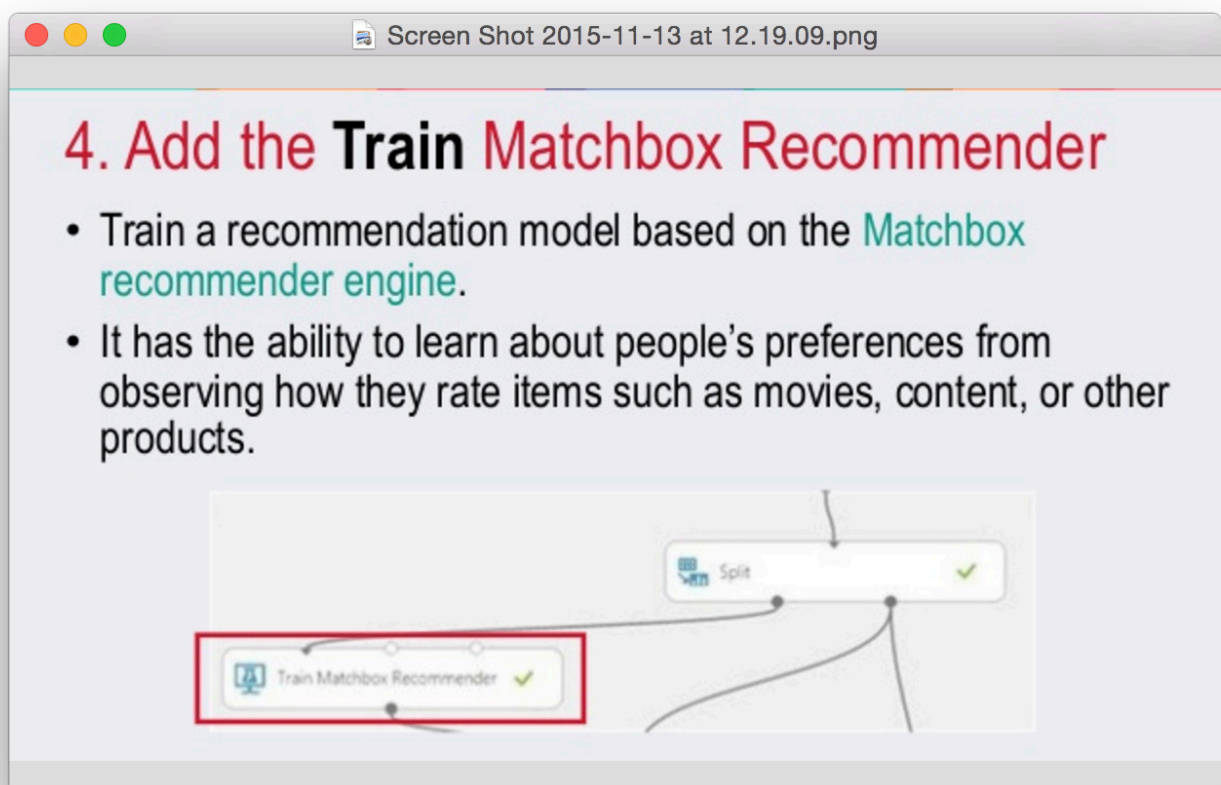 Screen Shot 2015-11-13 at 12.19.09.png
4. Add the Train Matchbox Recommender
• Train a recommendation model based on the Matchbox
recommender engine.
• It has the ability to learn about people's preferences from
observing how they rate items such as movies, content, or other
products.
Split
Train Matchbox Recommender